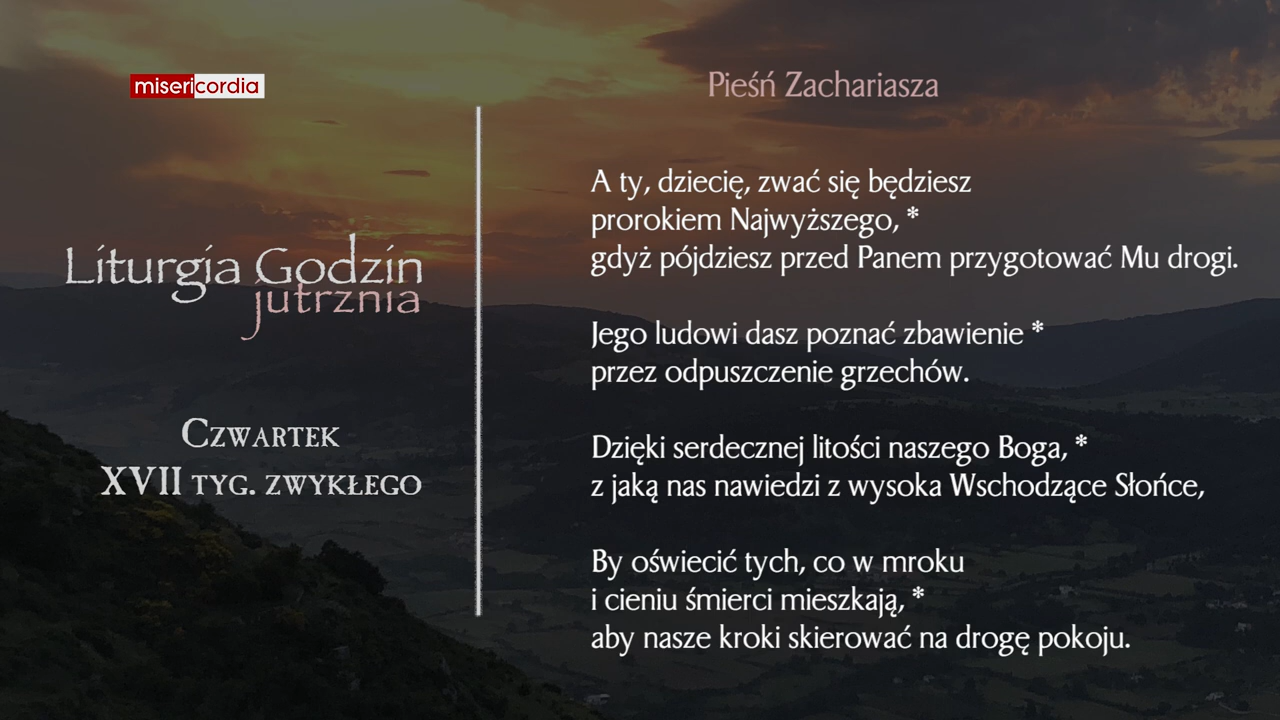 misericordia
Liturgia Godzin
jutrznia
Czwartek
XVII tyg. zwykłego
Pieśń Zachariasza
A ty, dziecię, zwać się będziesz
prorokiem Najwyższego, *
gdyż pójdziesz przed Panem przygotować Mu drogi.
Jego ludowi dasz poznać zbawienie *
przez odpuszczenie grzechów.
Dzięki serdecznej litości naszego Boga, *
z jaką nas nawiedzi z wysoka Wschodzące Słońce,
By oświecić tych, co w mroku
i cieniu śmierci mieszkają, *
aby nasze kroki skierować na drogę pokoju.